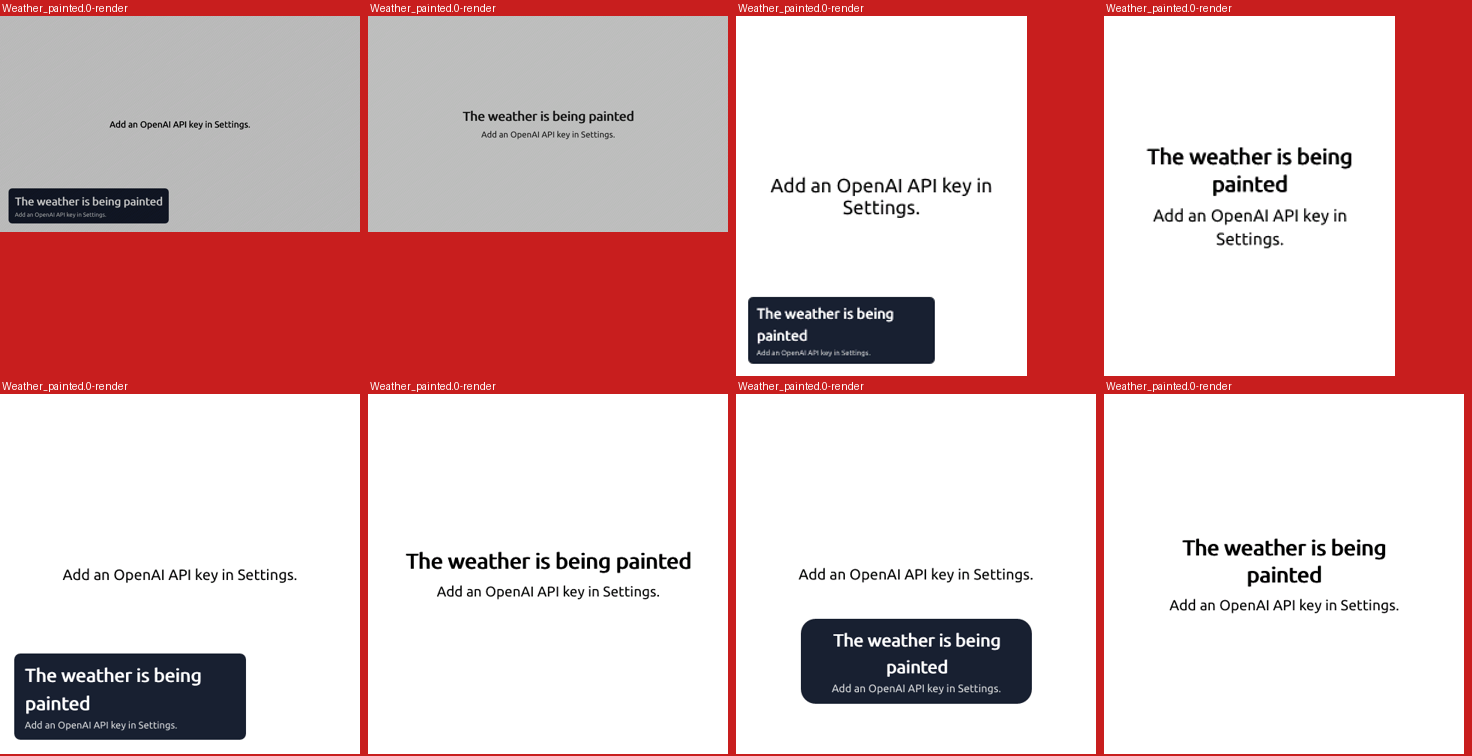 Weather_painted.0-render
Add an OpenAI API key in Settings.
The weather is being painted
Add an OpenAI API key in Settings.
Weather_painted.0-render
The weather is being painted
Add an OpenAI API key in Settings.
Weather_painted.0-render
Add an OpenAI API key in
Settings.
The weather is being
painted
Add an OpenAI API key in Settings.
Weather_painted.0-render
The weather is being
painted
Add an OpenAI API key in
Settings.
Weather_painted.0-render
Add an OpenAI API key in Settings.
The weather is being
painted
Add an OpenAI API key in Settings.
Weather_painted.0-render
The weather is being painted
Add an OpenAI API key in Settings.
Weather_painted.0-render
Add an OpenAI API key in Settings.
The weather is being
painted
Add an OpenAI API key in Settings.
Weather_painted.0-render
The weather is being
painted
Add an OpenAI API key in Settings.